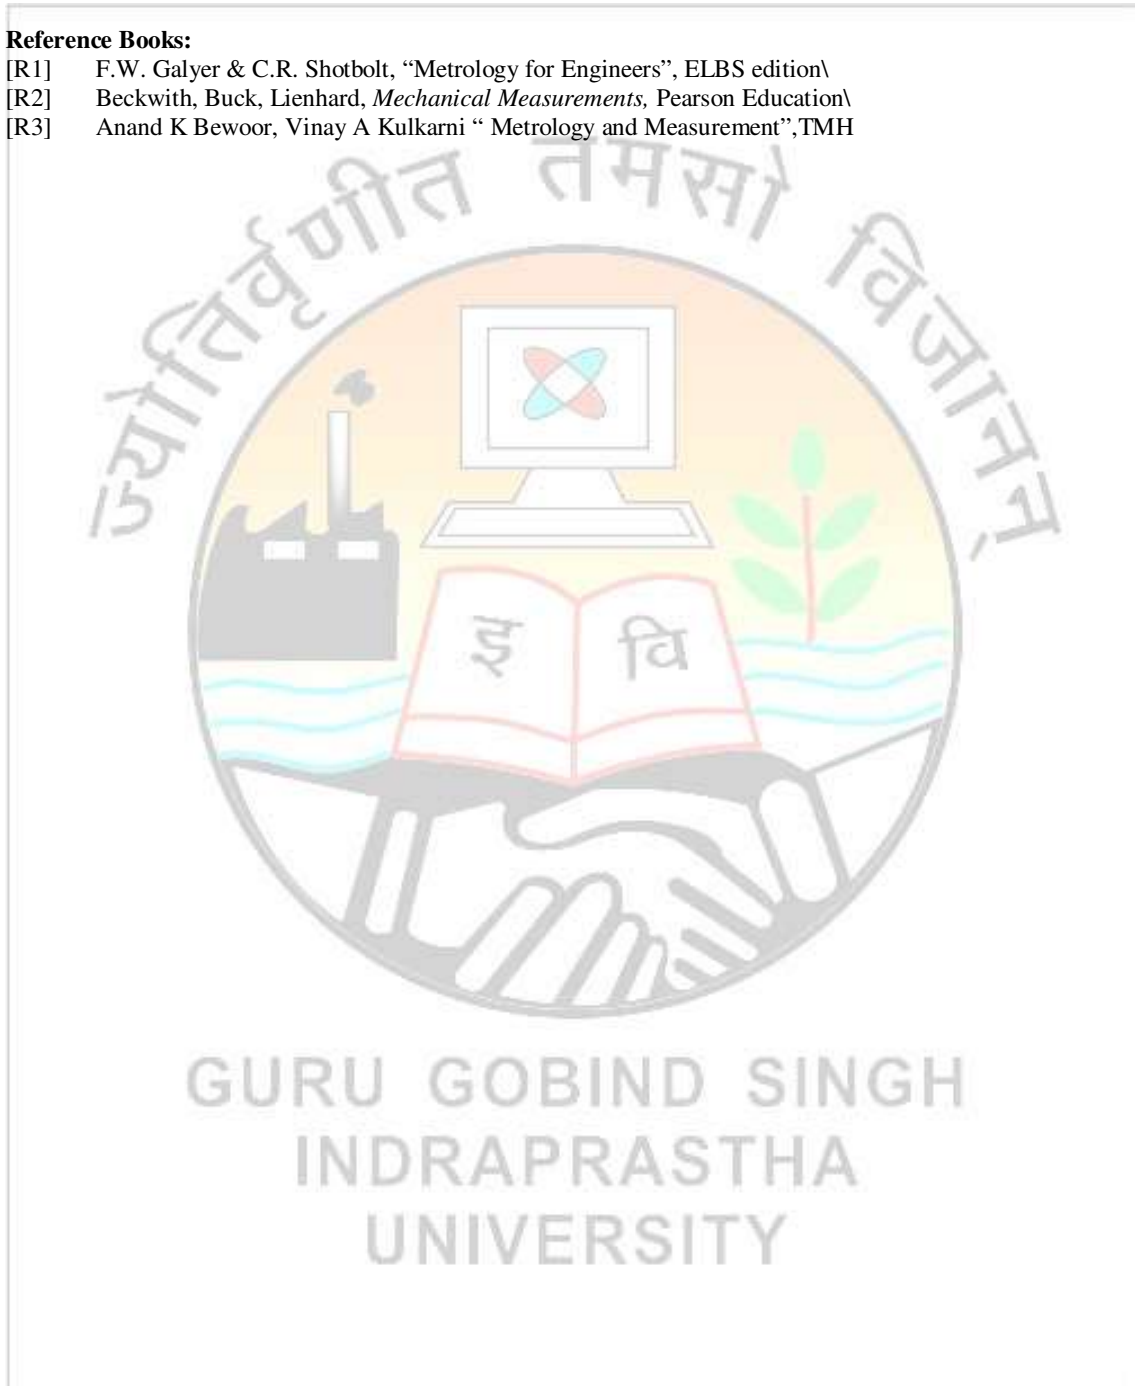 Reference Books:
[R1] F.W. Galyer & C.R. Shotbolt, “Metrology for Engineers”, ELBS edition\
[R2] Beckwith, Buck, Lienhard, Mechanical Measurements, Pearson Education\
[R3] Anand K Bewoor, Vinay A Kulkarni “ Metrology and Measurement”,TMH
ज्योतिर्वृणीत तमसो विजानन्
इ वि
GURU GOBIND SINGH
INDRAPRASTHA
UNIVERSITY